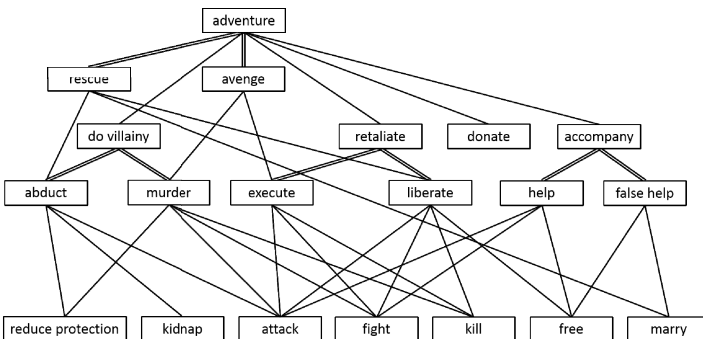 adventure
rescue
avenge
do villainy
retaliate
donate
accompany
abduct
murder
execute
liberate
help
false help
reduce protection
kidnap
attack
fight
kill
free
marry